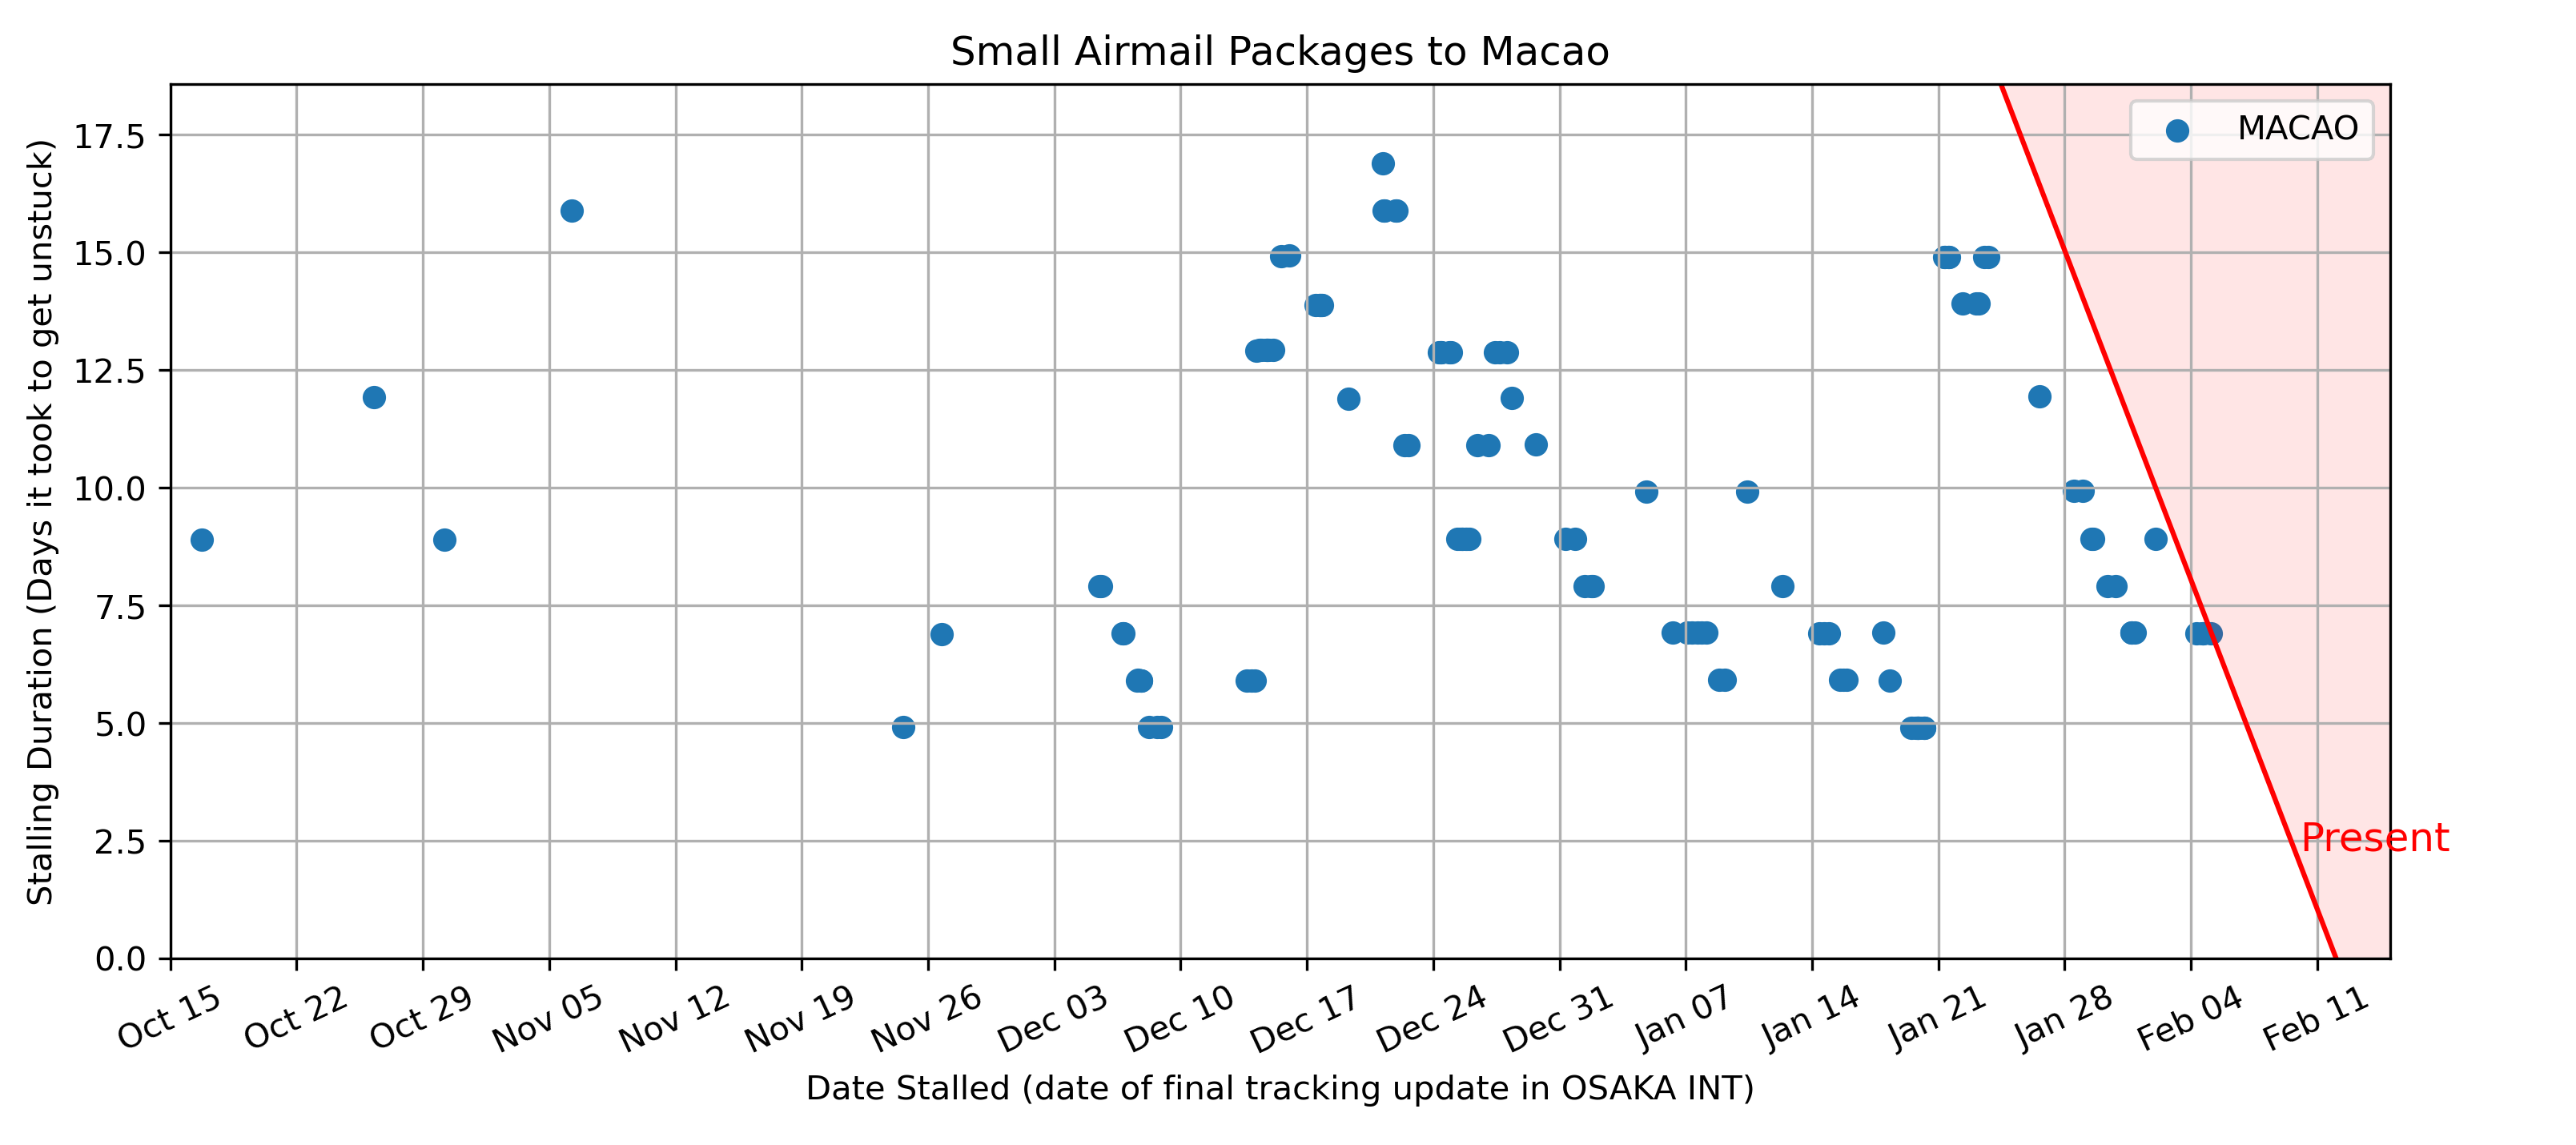 Small Airmail Packages to Macao
MACAO
Stalling Duration (Days it took to get unstuck)
17.5
15.0
12.5
10.0
7.5
5.0
2.5
0.0
Present
Oct 15
Oct 22
Oct 29
Nov 05
Nov 12
Nov 19
Nov 26
Dec 03
Dec 10
Dec 17
Dec 24
Dec 31
Jan 07
Jan 14
Jan 21
Jan 28
Feb 04
Feb 11
Date Stalled (date of final tracking update in OSAKA INT)